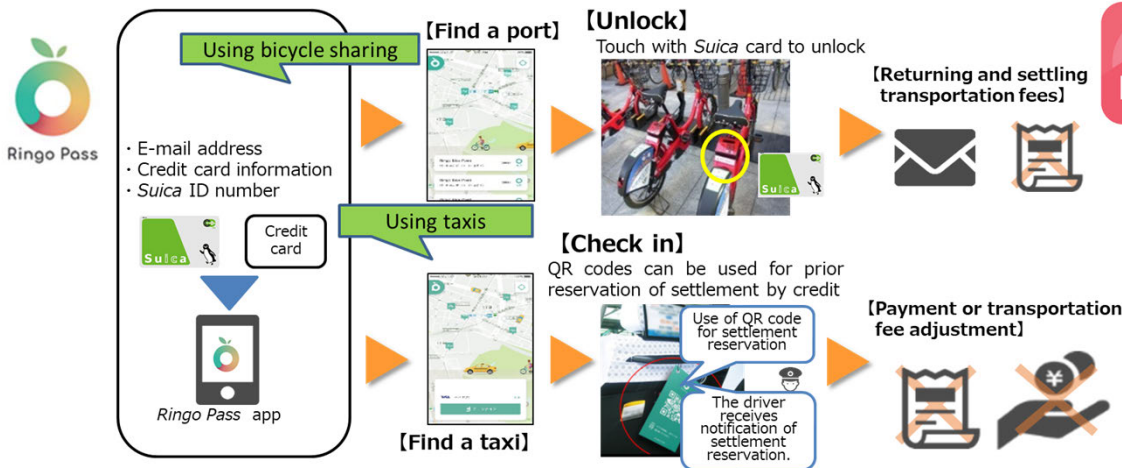 Ringo Pass
Using bicycle sharing
・E-mail address
・Credit card information
・Suica ID number
Suica
Credit
card
Ringo Pass app
【Find a port】
【Unlock】
Touch with Suica card to unlock
Suica
【Returning and settling
transportation fees】
Using taxis
【Find a taxi】
【Check in】
QR codes can be used for prior
reservation of settlement by credit
Use of QR code
for settlement
reservation
The driver
receives
notification of
settlement
reservation.
【Payment or transportation
fee adjustment】
¥